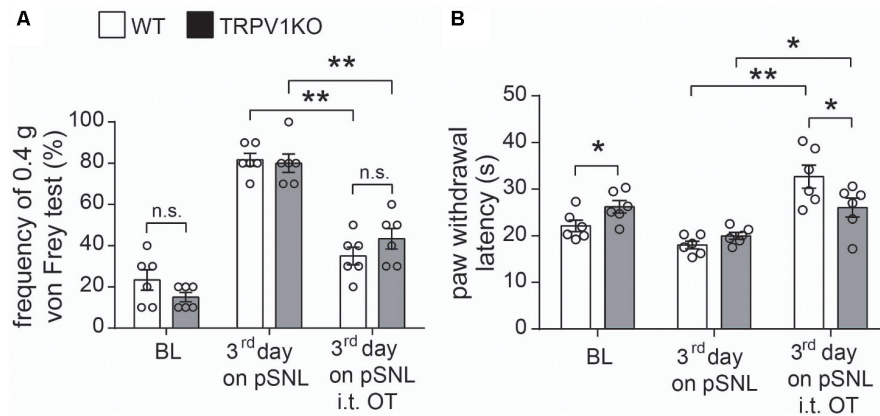 A
WT
TRPV1KO
frequency of 0.4 g
von Frey test (%)
100
80
60
40
20
0
n.s.
**
**
n.s.
BL
3rd day
on pSNL
3rd day
on pSNL
i.t. OT
B
paw withdrawal
latency (s)
50
40
30
20
10
0
*
**
*
*
BL
3rd day
on pSNL
3rd day
on pSNL
i.t. OT